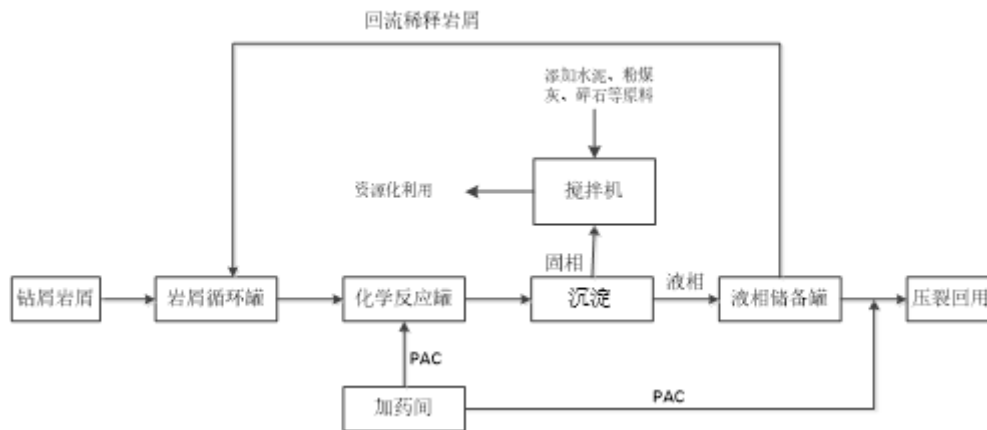 回流稀释岩屑
添加水泥、粉煤
灰、碎石等原料
资源化利用
搅拌机
固相
钻屑岩屑
岩屑循环罐
化学反应罐
沉淀
液相
液相储备罐
压裂回用
PAC
加药间
PAC